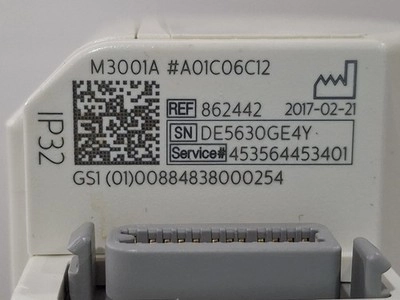 M3001A #A01C06C12
IP32
REF 862442 2017-02-21
SN DE5630GE4Y
Service# 453564453401
GS1 (01)00884838000254